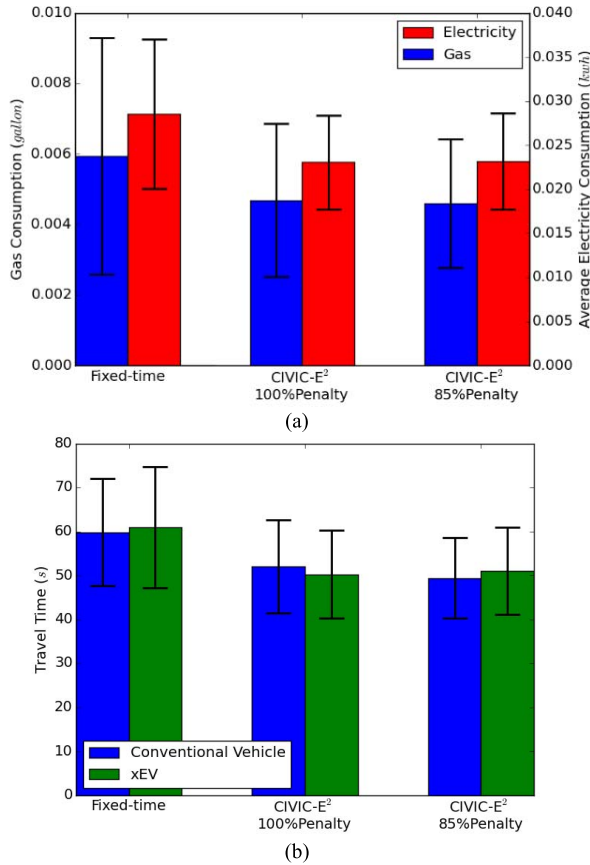 0.010
0.008
0.006
0.004
0.002
0.000
Gas Consumption (gallon)
Electricity
Gas
0.040
0.035
0.030
0.025
0.020
0.015
0.010
0.005
0.000
Average Electricity Consumption (kwh)
Fixed-time
CIVIC-E²
100%Penalty
CIVIC-E²
85%Penalty
(a)
80
70
60
50
40
30
20
10
0
Travel Time (s)
Conventional Vehicle
xEV
Fixed-time
CIVIC-E²
100%Penalty
CIVIC-E²
85%Penalty
(b)